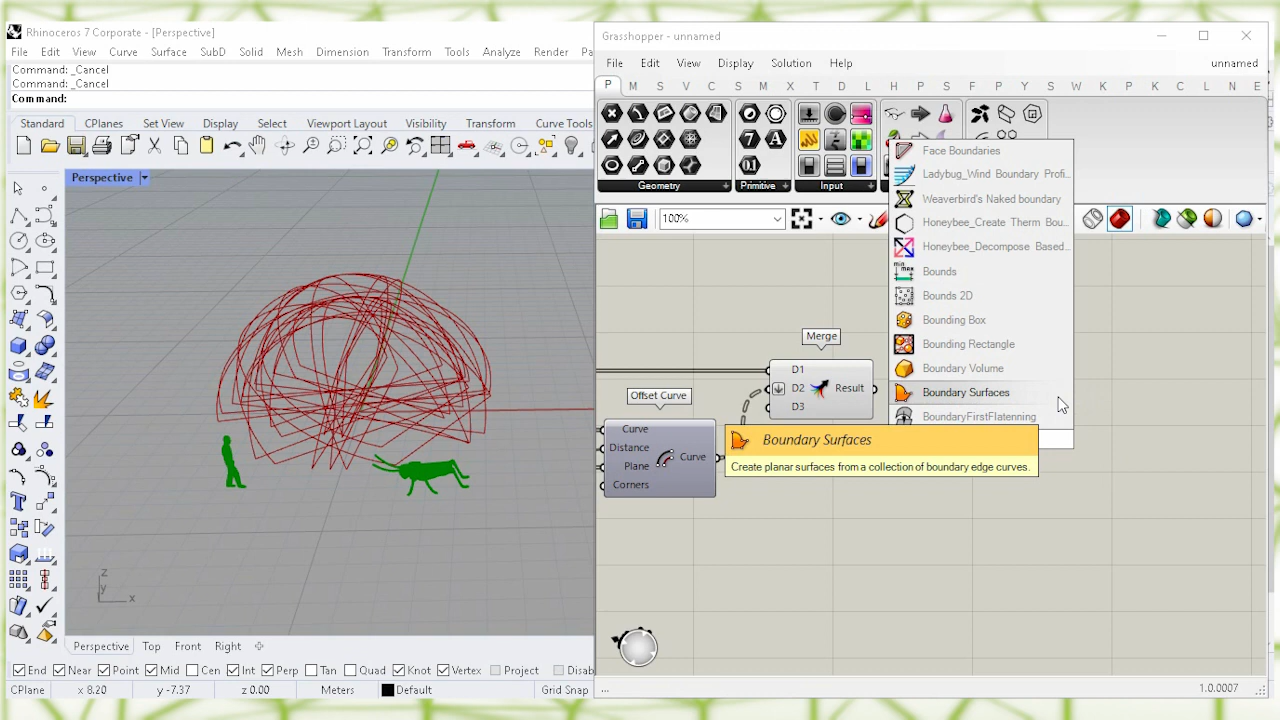 Rhinoceros 7 Corporate - [Perspective]
File Edit View Curve Surface SubD Solid Mesh Dimension Transform Tools Analyze Render Pa
Command: _Cancel
Command: _Cancel
Command:
Standard CPlanes Set View Display Select Viewport Layout Visibility Transform Curve Tools
Perspective
z
y
x
Perspective Top Front Right
End Near Point Mid Cen Int Perp Tan Quad Knot Vertex Project Disab
CPlane x 8.20 y -7.37 z 0.00 Meters Default Grid Snap
Grasshopper - unnamed
File Edit View Display Solution Help unnamed
P M S V C S M X T D L H F P S F P Y S W K P K C L N E
Geometry Primitive Input
100%
Face Boundaries
Ladybug_Wind Boundary Profi..
Weaverbird's Naked boundary
Honeybee_Create Therm Bou...
Honeybee_Decompose Based...
Bounds
Bounds 2D
Bounding Box
Bounding Rectangle
Boundary Volume
Boundary Surfaces
BoundaryFirstFlatenning
Merge
D1
D2 Result
D3
Offset Curve
Curve
Distance
Plane Curve
Corners
Boundary Surfaces
Create planar surfaces from a collection of boundary edge curves.
... 1.0.0007